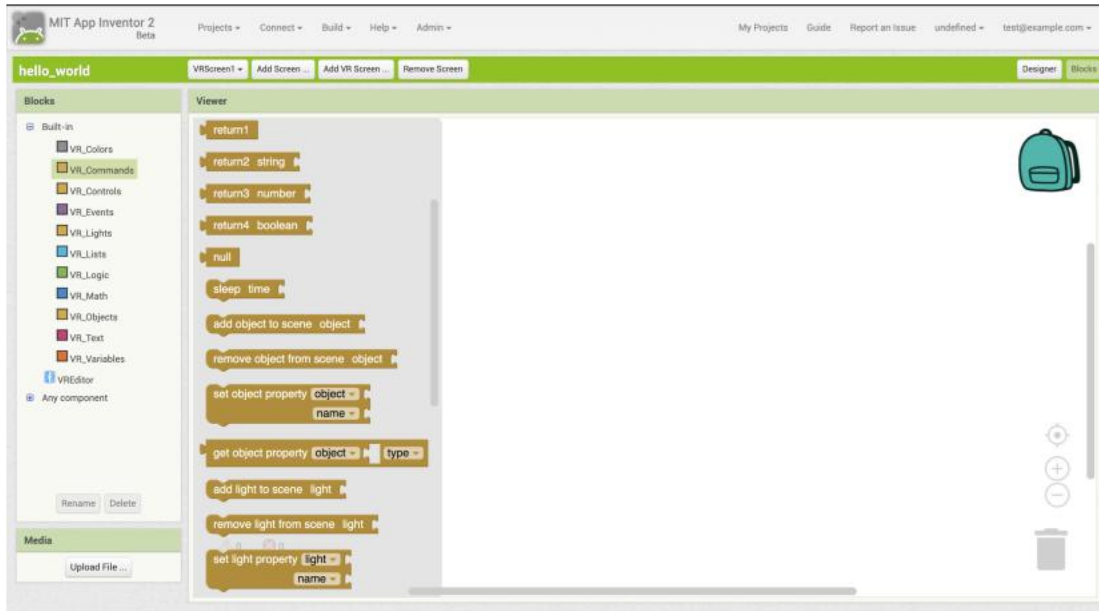 MIT App Inventor 2
Beta
Projects Connect Build Help Admin
My Projects Guide Report an Issue undefined test@example.com
hello_world
VRScreen1 Add Screen ... Add VR Screen ... Remove Screen
Designer Blocks
Blocks
Viewer
Built-in
VR_Colors
VR_Commands
VR_Controls
VR_Events
VR_Lights
VR_Lists
VR_Logic
VR_Math
VR_Objects
VR_Text
VR_Variables
VREditor
Any component
Rename Delete
Media
Upload File ...
return1
return2 string
return3 number
return4 boolean
null
sleep time
add object to scene object
remove object from scene object
set object property object
name
get object property object type
add light to scene light
remove light from scene light
set light property light
name